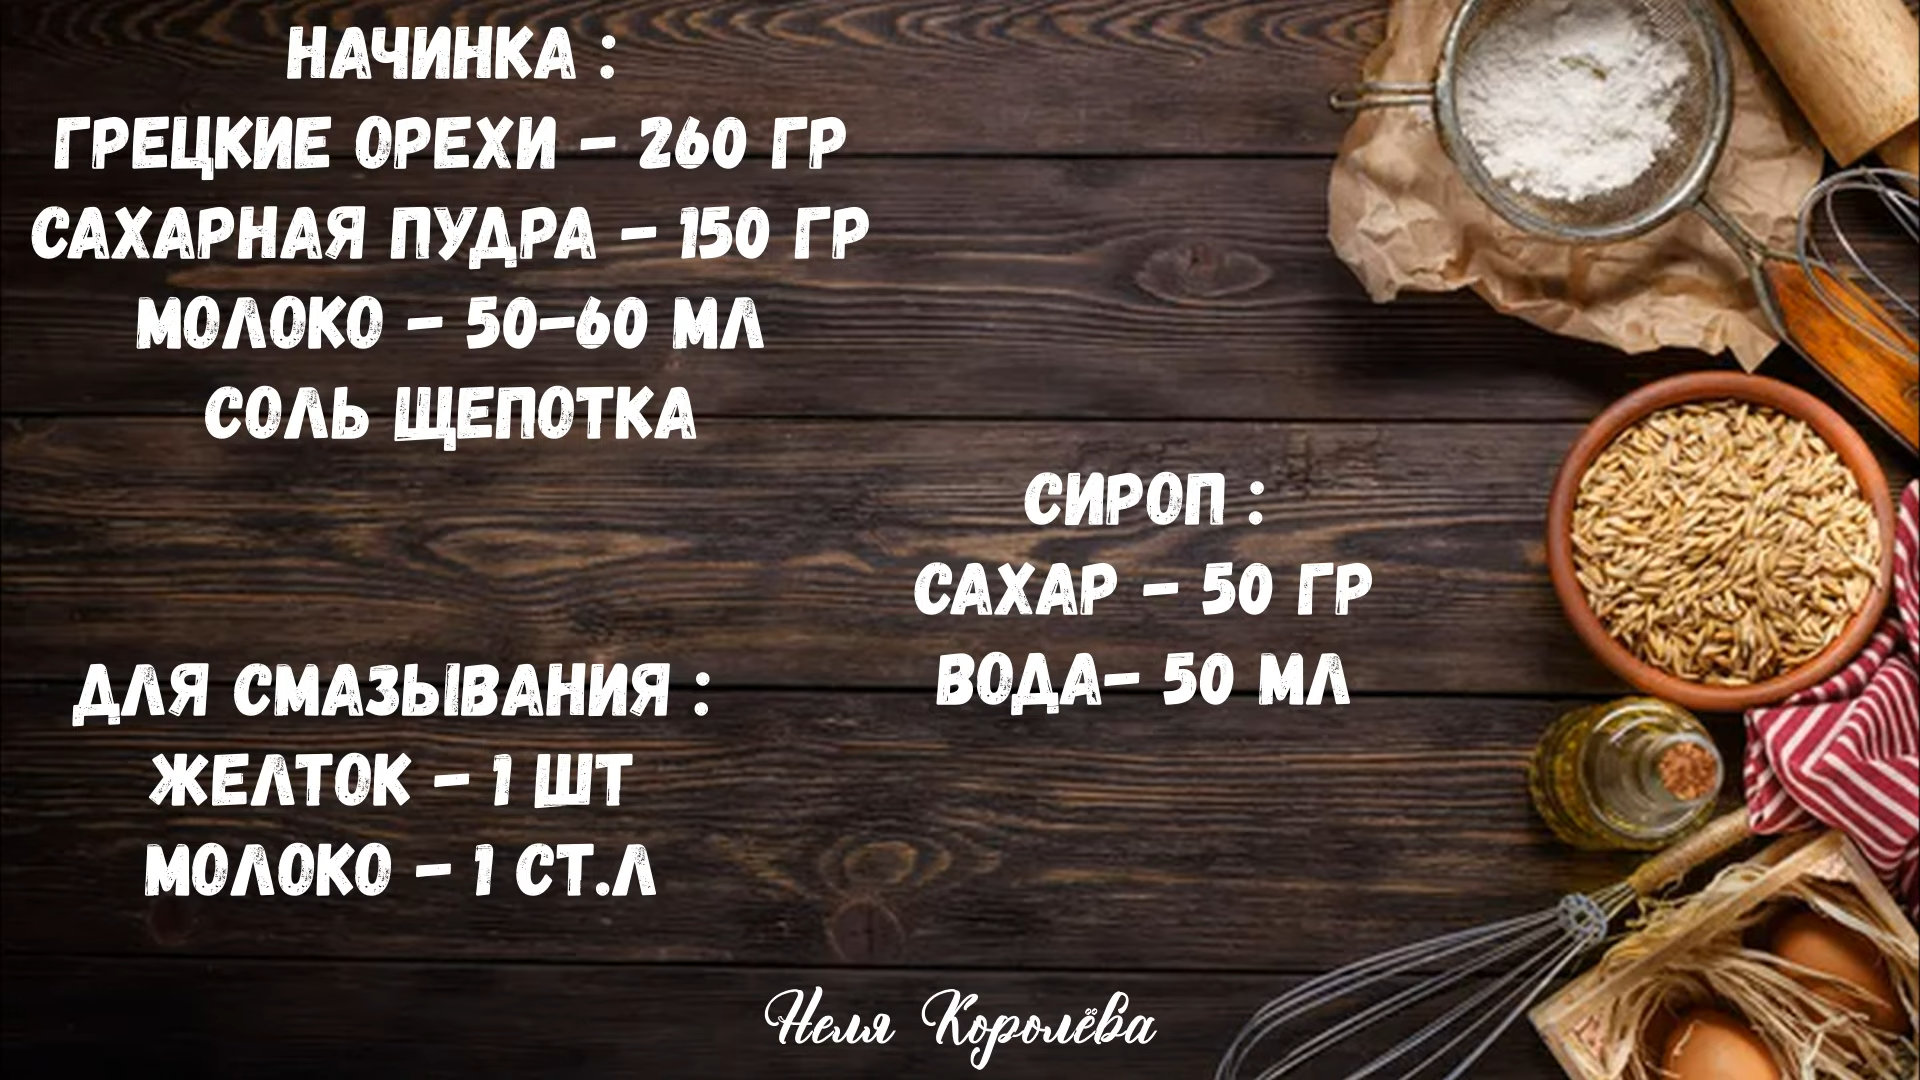 НАЧИНКА :
ГРЕЦКИЕ ОРЕХИ - 260 ГР
САХАРНАЯ ПУДРА - 150 ГР
МОЛОКО - 50-60 МЛ
СОЛЬ ЩЕПОТКА
СИРОП :
САХАР - 50 ГР
ВОДА- 50 МЛ
ДЛЯ СМАЗЫВАНИЯ :
ЖЕЛТОК - 1 ШТ
МОЛОКО - 1 СТ.Л
Неля Королёва